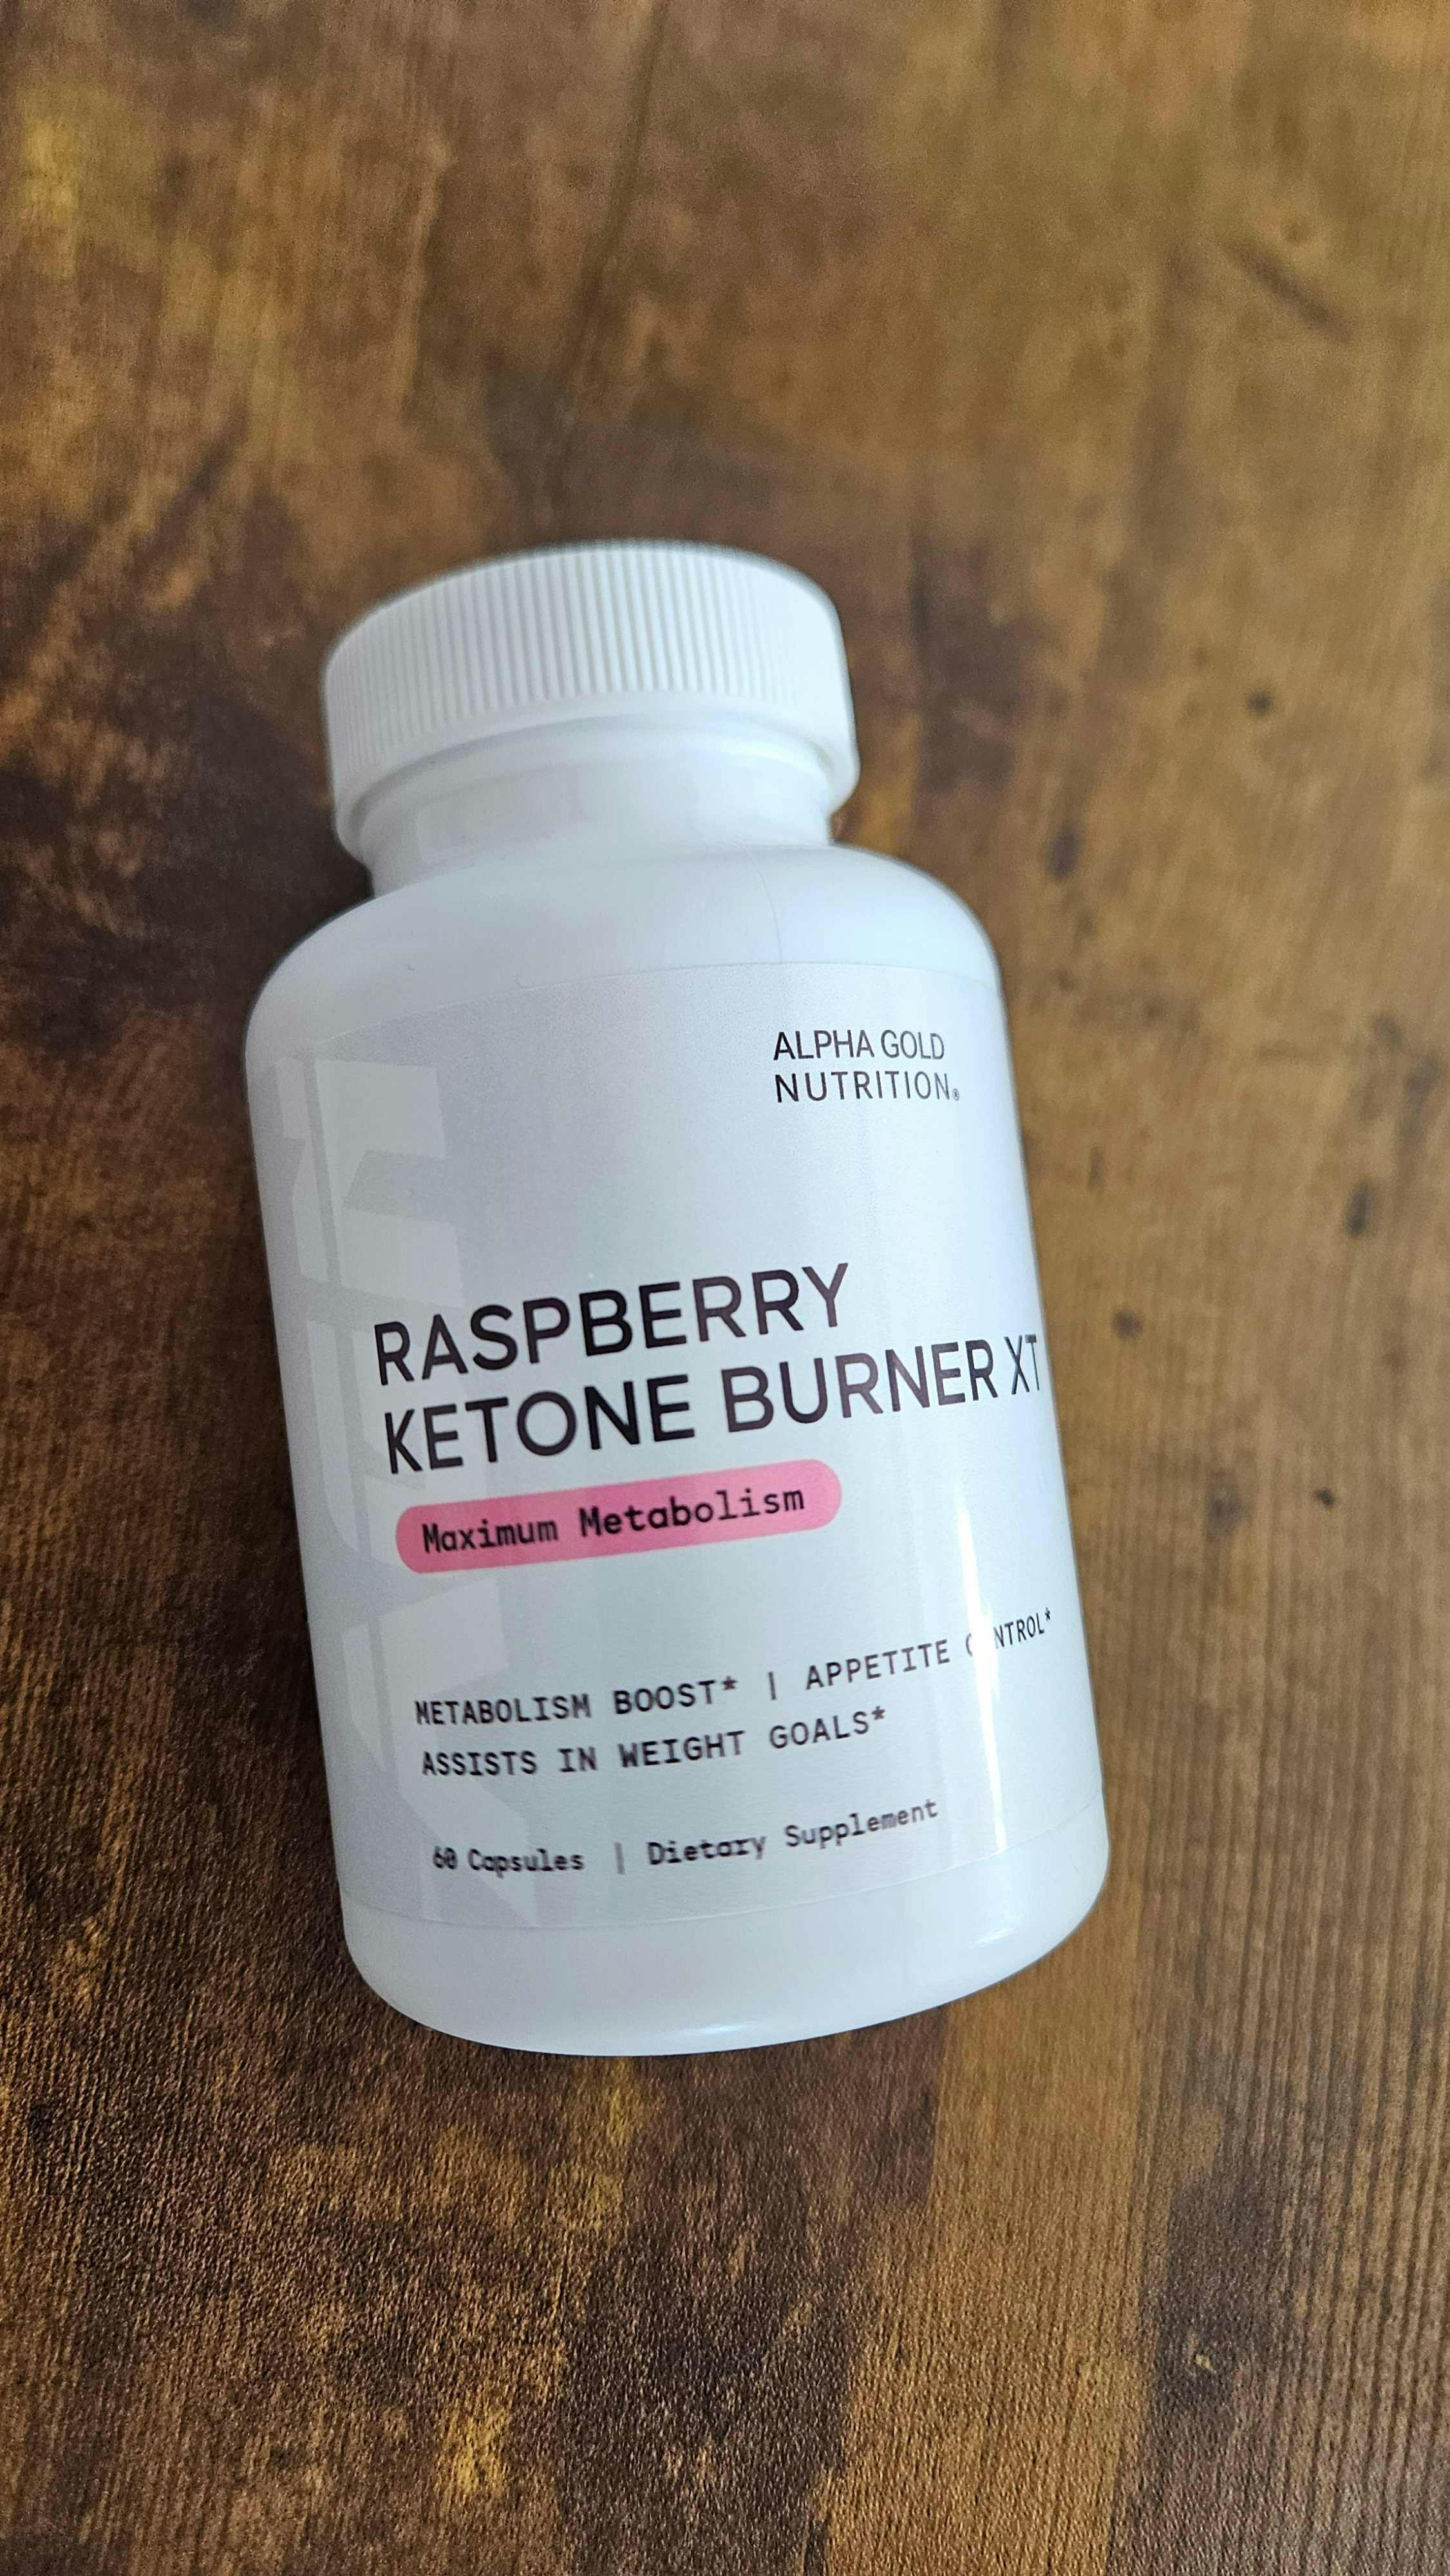 ALPHA GOLD
NUTRITION®
RASPBERRY
KETONE BURNER XT
Maximum Metabolism
METABOLISM BOOST* | APPETITE CONTROL*
ASSISTS IN WEIGHT GOALS*
60 Capsules | Dietary Supplement